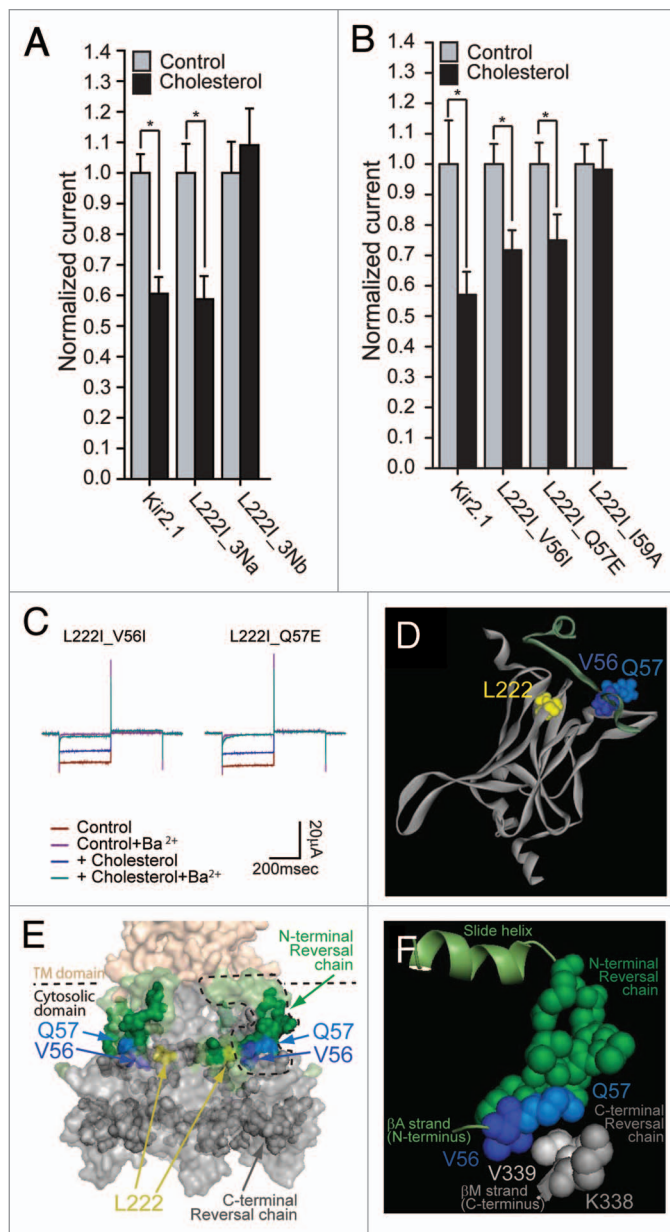 A
1.4
1.3
1.2
1.1
1.0
0.9
0.8
0.7
0.6
0.5
0.4
0.3
0.2
0.1
0.0
Normalized current
Control
Cholesterol
*
*
Kir2.1
L222I_3Na
L222I_3Nb
B
1.4
1.3
1.2
1.1
1.0
0.9
0.8
0.7
0.6
0.5
0.4
0.3
0.2
0.1
0.0
Normalized current
Control
Cholesterol
*
*
*
Kir2.1
L222I_V56I
L222I_Q57E
L222I_I59A
C
L222I_V56I
L222I_Q57E
Control
Control+Ba2+
+ Cholesterol
+ Cholesterol+Ba2+
20µA
200msec
D
V56
Q57
L222
E
N-terminal
Reversal
chain
TM domain
Cytosolic
domain
Q57
V56
Q57
V56
L222
C-terminal
Reversal chain
F
Slide helix
N-terminal
Reversal
chain
Q57
C-terminal
Reversal chain
βA strand
(N-terminus)
V56
V339
βM strand
(C-terminus)
K338